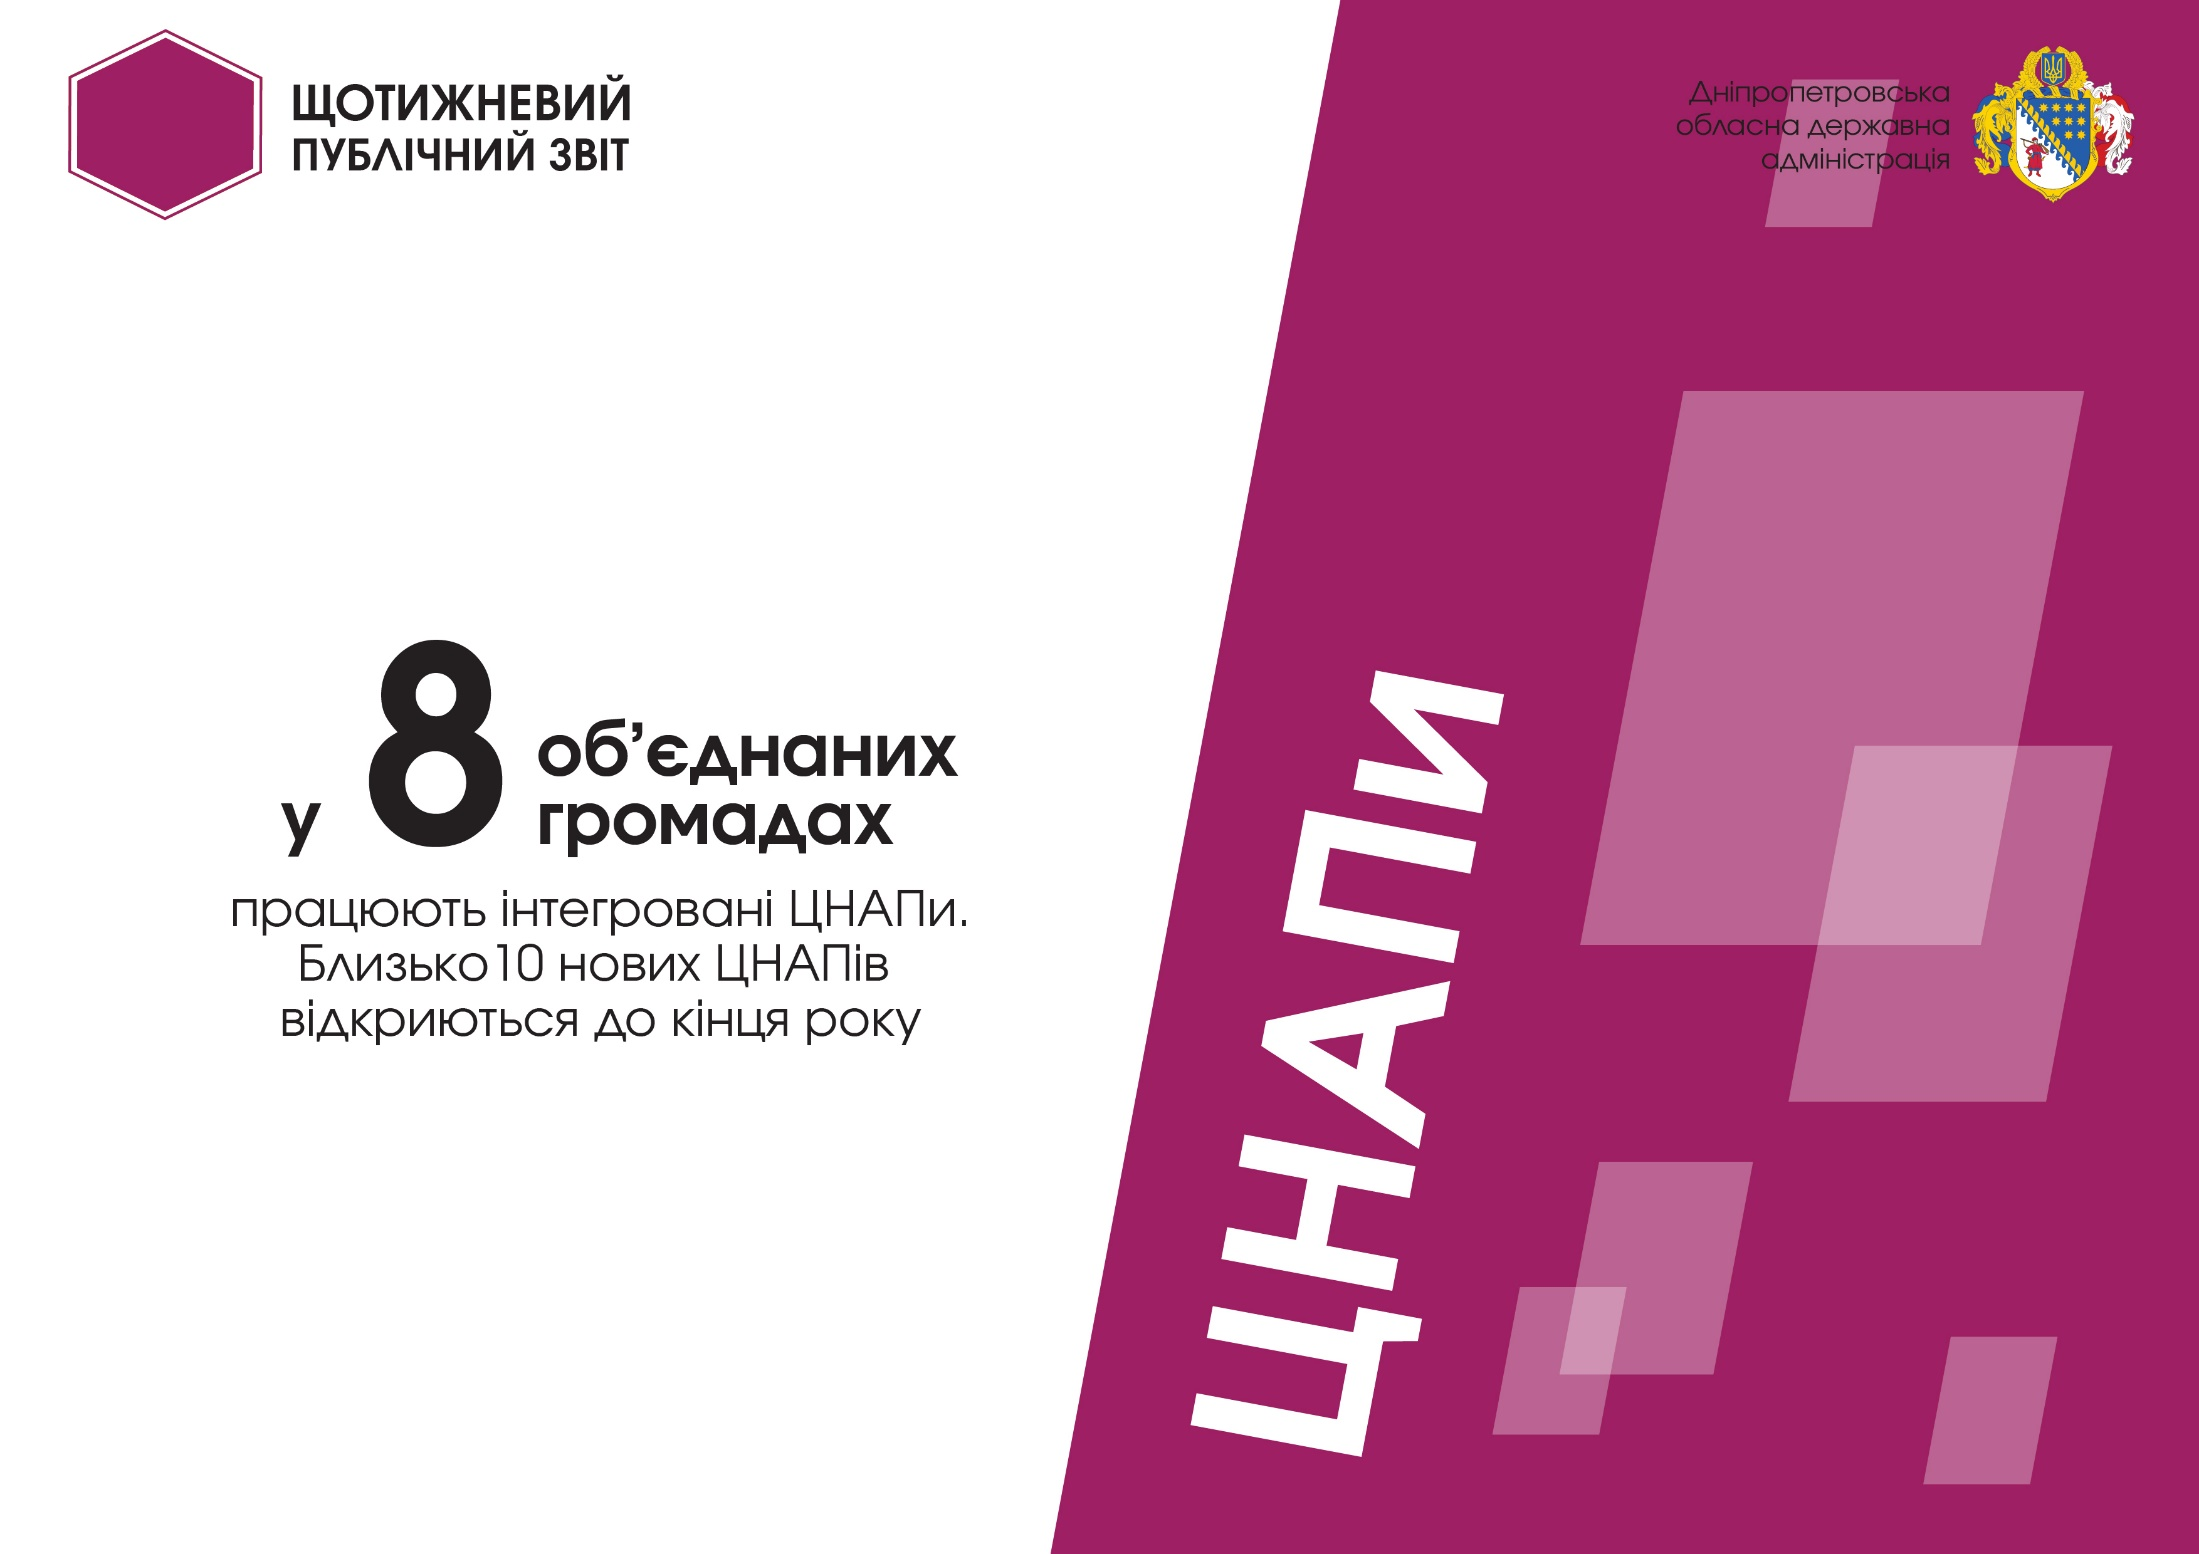 ЩОТИЖНЕВИЙ
ПУБЛІЧНИЙ ЗВІТ
Дніпропетровська
обласна державна
адміністрація
у 8 об’єднаних
громадах
працюють інтегровані ЦНАПи.
Близько 10 нових ЦНАПів
відкриються до кінця року
ЦНАПИ